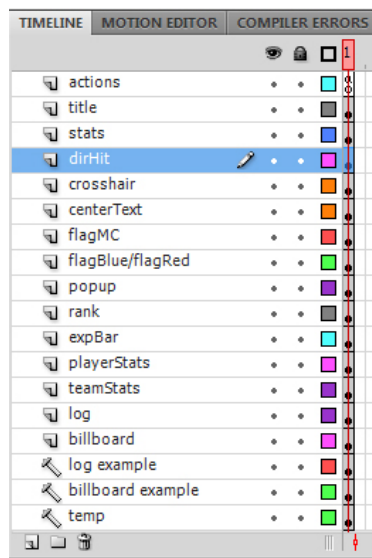 TIMELINE MOTION EDITOR COMPILER ERRORS
1
actions
title
stats
dirHit
crosshair
centerText
flagMC
flagBlue/flagRed
popup
rank
expBar
playerStats
teamStats
log
billboard
log example
billboard example
temp